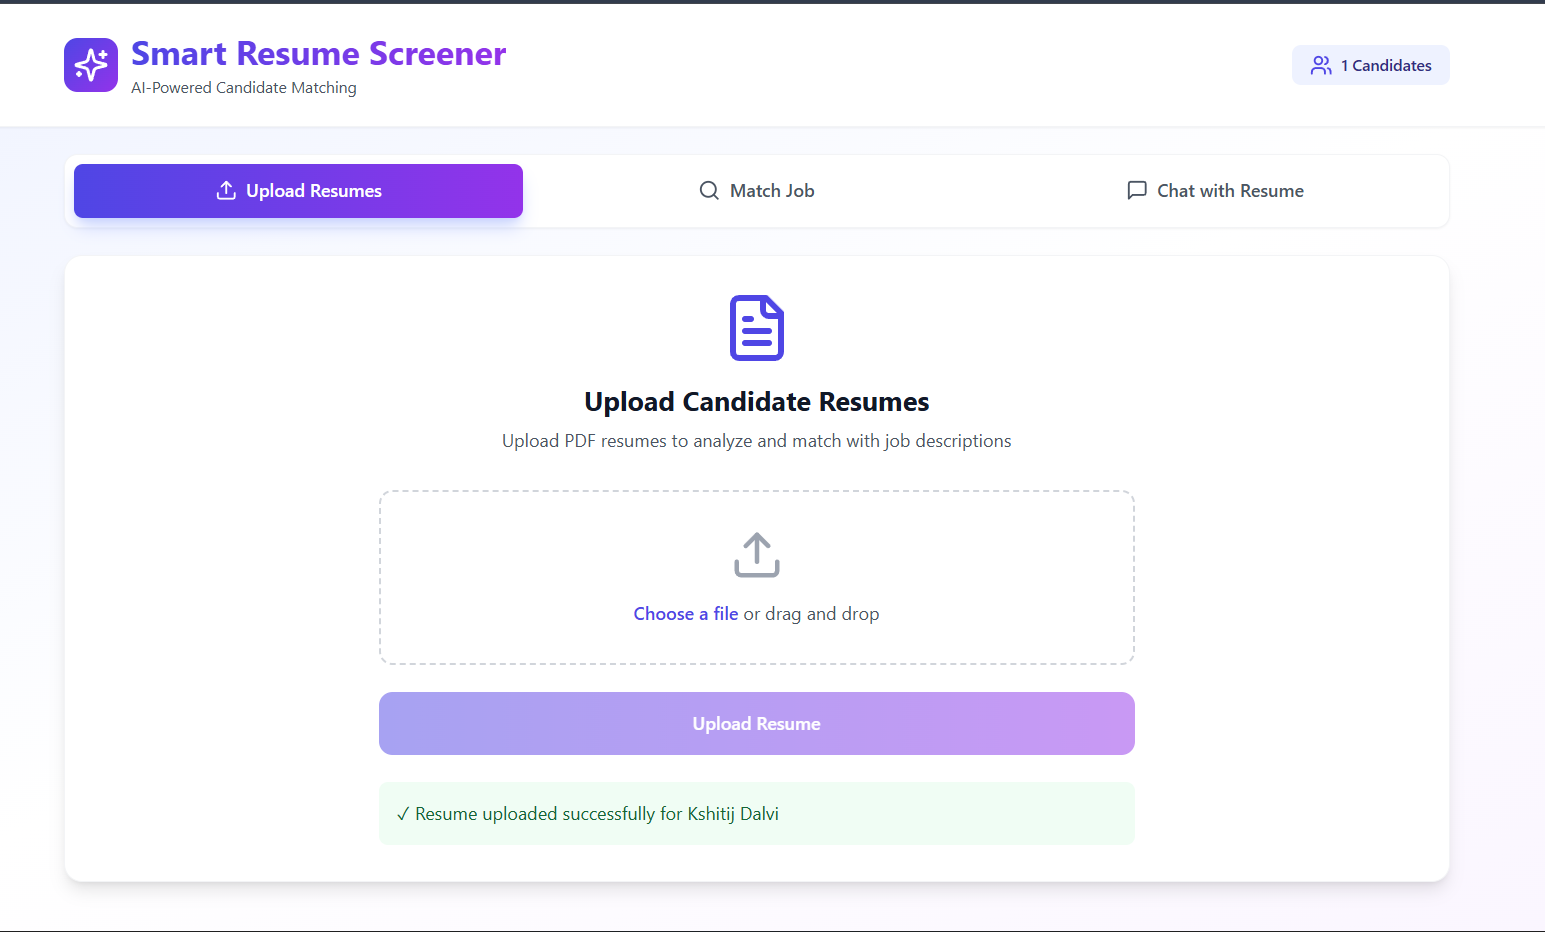 Smart Resume Screener
AI-Powered Candidate Matching
1 Candidates
Upload Resumes
Match Job
Chat with Resume
Upload Candidate Resumes
Upload PDF resumes to analyze and match with job descriptions
Choose a file or drag and drop
Upload Resume
✓ Resume uploaded successfully for Kshitij Dalvi